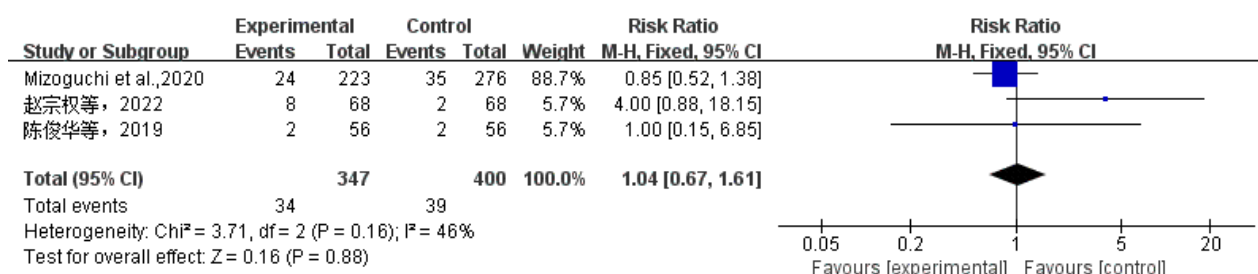 Experimental Control Risk Ratio Risk Ratio
Study or Subgroup Events Total Events Total Weight M-H, Fixed, 95% CI M-H, Fixed, 95% CI
Mizoguchi et al.,2020 24 223 35 276 88.7% 0.85 [0.52, 1.38]
赵宗权等，2022 8 68 2 68 5.7% 4.00 [0.88, 18.15]
陈俊华等，2019 2 56 2 56 5.7% 1.00 [0.15, 6.85]
Total (95% CI) 347 400 100.0% 1.04 [0.67, 1.61]
Total events 34 39
Heterogeneity: Chi² = 3.71, df = 2 (P = 0.16); I² = 46%
Test for overall effect: Z = 0.16 (P = 0.88)
0.05 0.2 1 5 20
Favours [experimental] Favours [control]